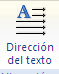 A
Dirección
del texto